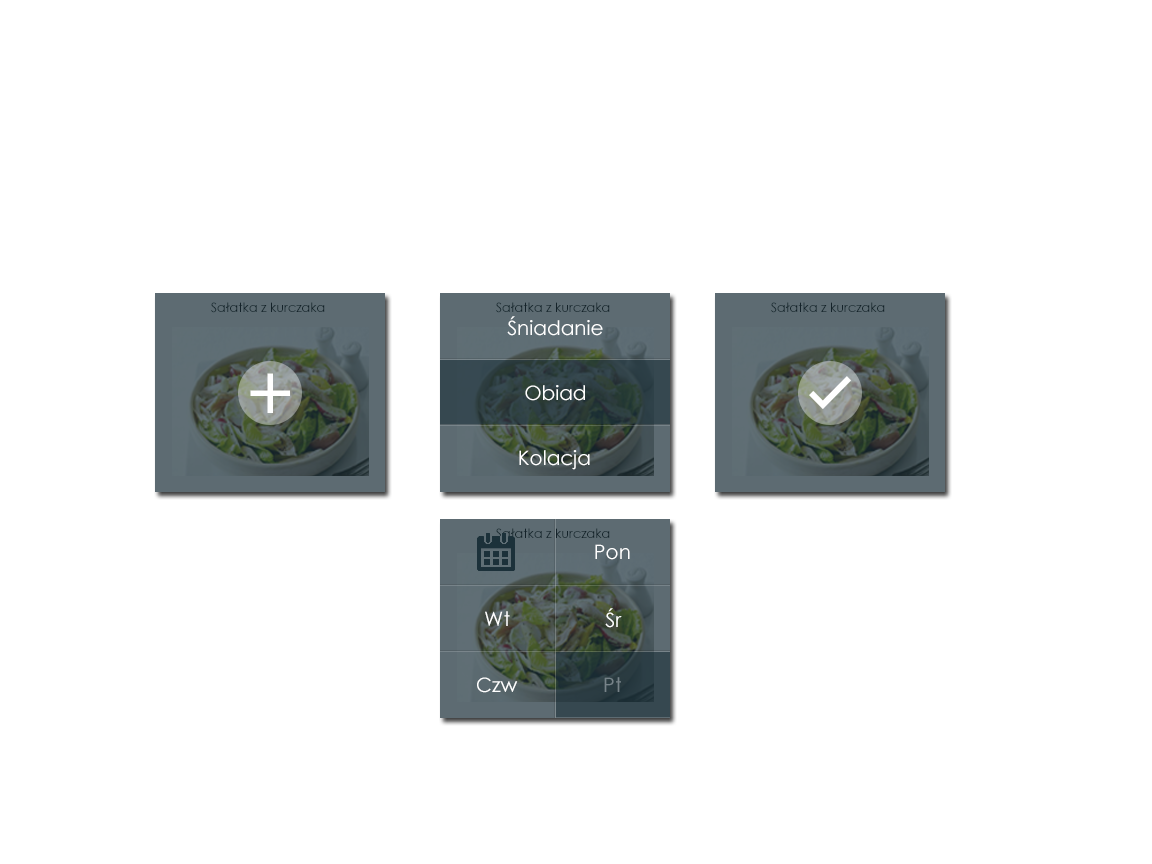 Sałatka z kurczaka
Sałatka z kurczaka
Śniadanie
Obiad
Kolacja
Sałatka z kurczaka
Sałatka z kurczaka
Pon
Wt
Śr
Czw
Pt